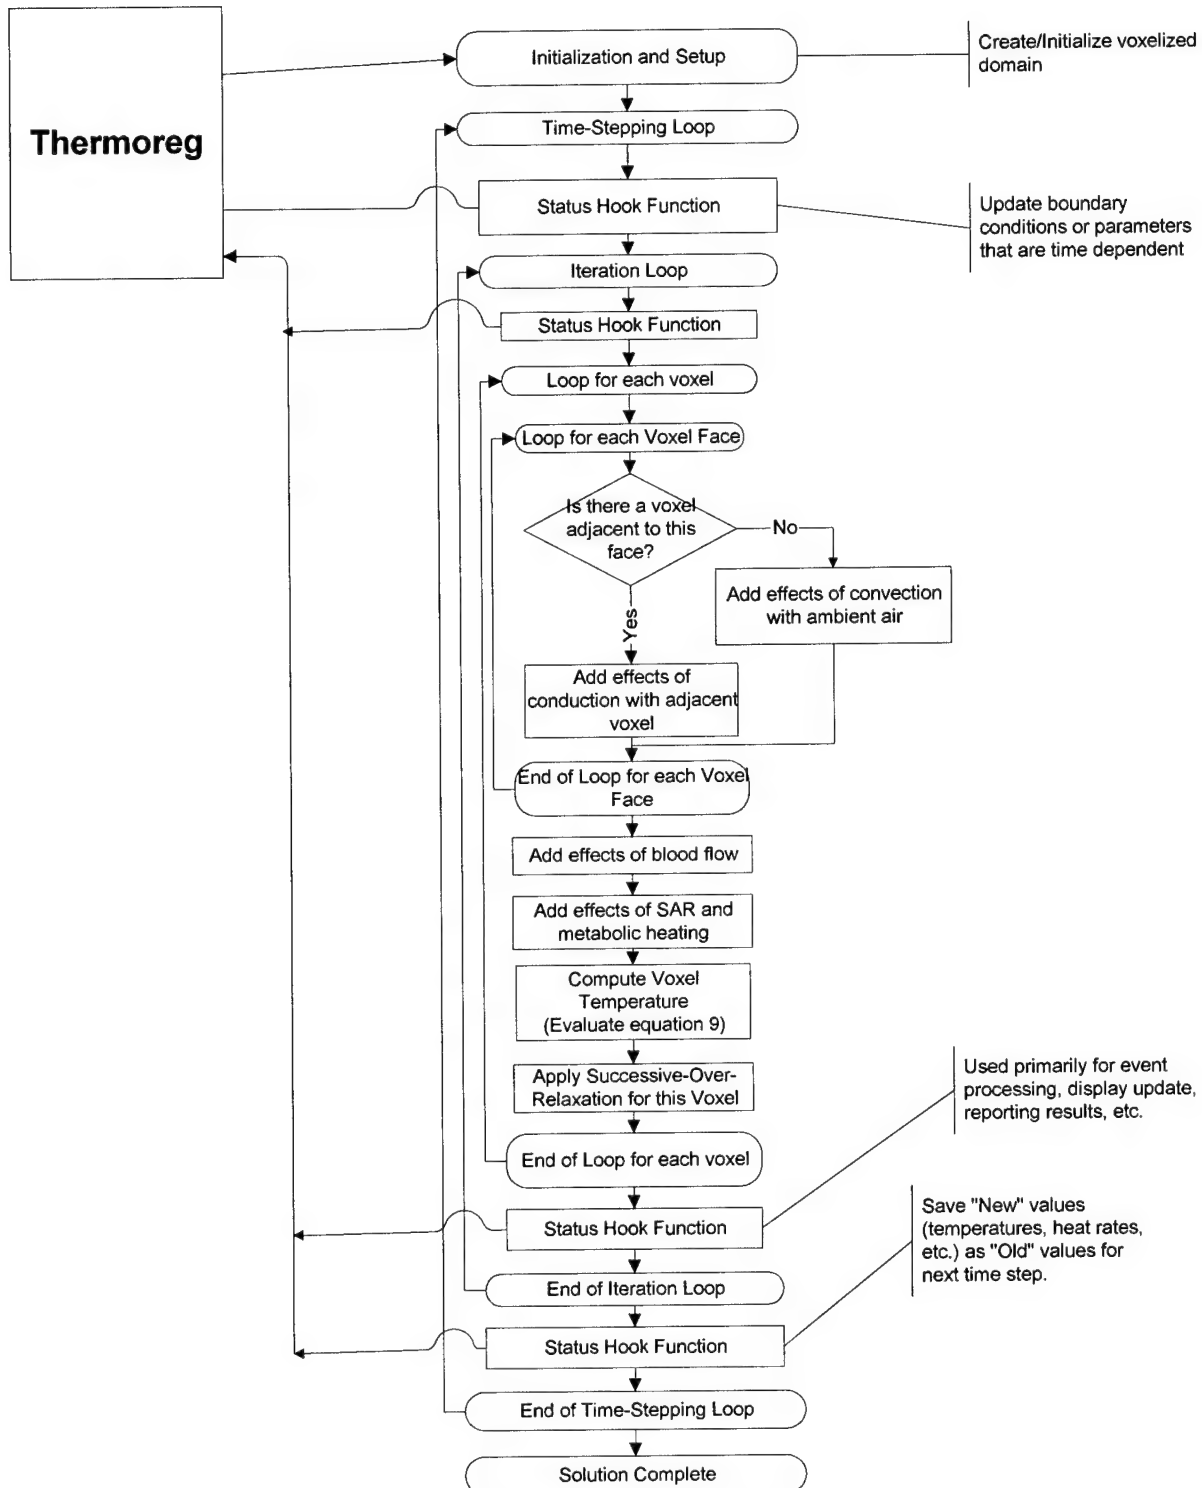 Thermoreg
Initialization and Setup
Create/Initialize voxelized
domain
Time-Stepping Loop
Status Hook Function
Update boundary
conditions or parameters
that are time dependent
Iteration Loop
Status Hook Function
Loop for each voxel
Loop for each Voxel Face
Is there a voxel
adjacent to this
face?
No
Add effects of convection
with ambient air
Yes
Add effects of
conduction with adjacent
voxel
End of Loop for each Voxel
Face
Add effects of blood flow
Add effects of SAR and
metabolic heating
Compute Voxel
Temperature
(Evaluate equation 9)
Apply Successive-Over-
Relaxation for this Voxel
Used primarily for event
processing, display update,
reporting results, etc.
End of Loop for each voxel
Status Hook Function
Save "New" values
(temperatures, heat rates,
etc.) as "Old" values for
next time step.
End of Iteration Loop
Status Hook Function
End of Time-Stepping Loop
Solution Complete